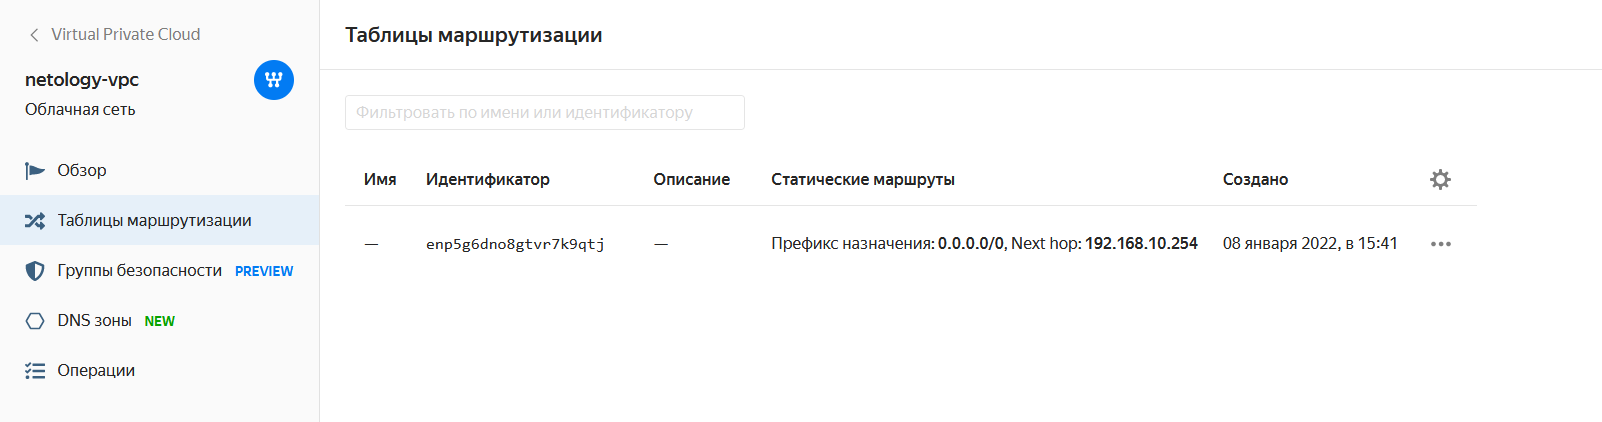 Virtual Private Cloud
netology-vpc
Облачная сеть
Обзор
Таблицы маршрутизации
Группы безопасности PREVIEW
DNS зоны NEW
Операции
Таблицы маршрутизации
Фильтровать по имени или идентификатору
Имя Идентификатор Описание Статические маршруты Создано
— enp5g6dno8gtvr7k9qtj — Префикс назначения: 0.0.0.0/0, Next hop: 192.168.10.254 08 января 2022, в 15:41